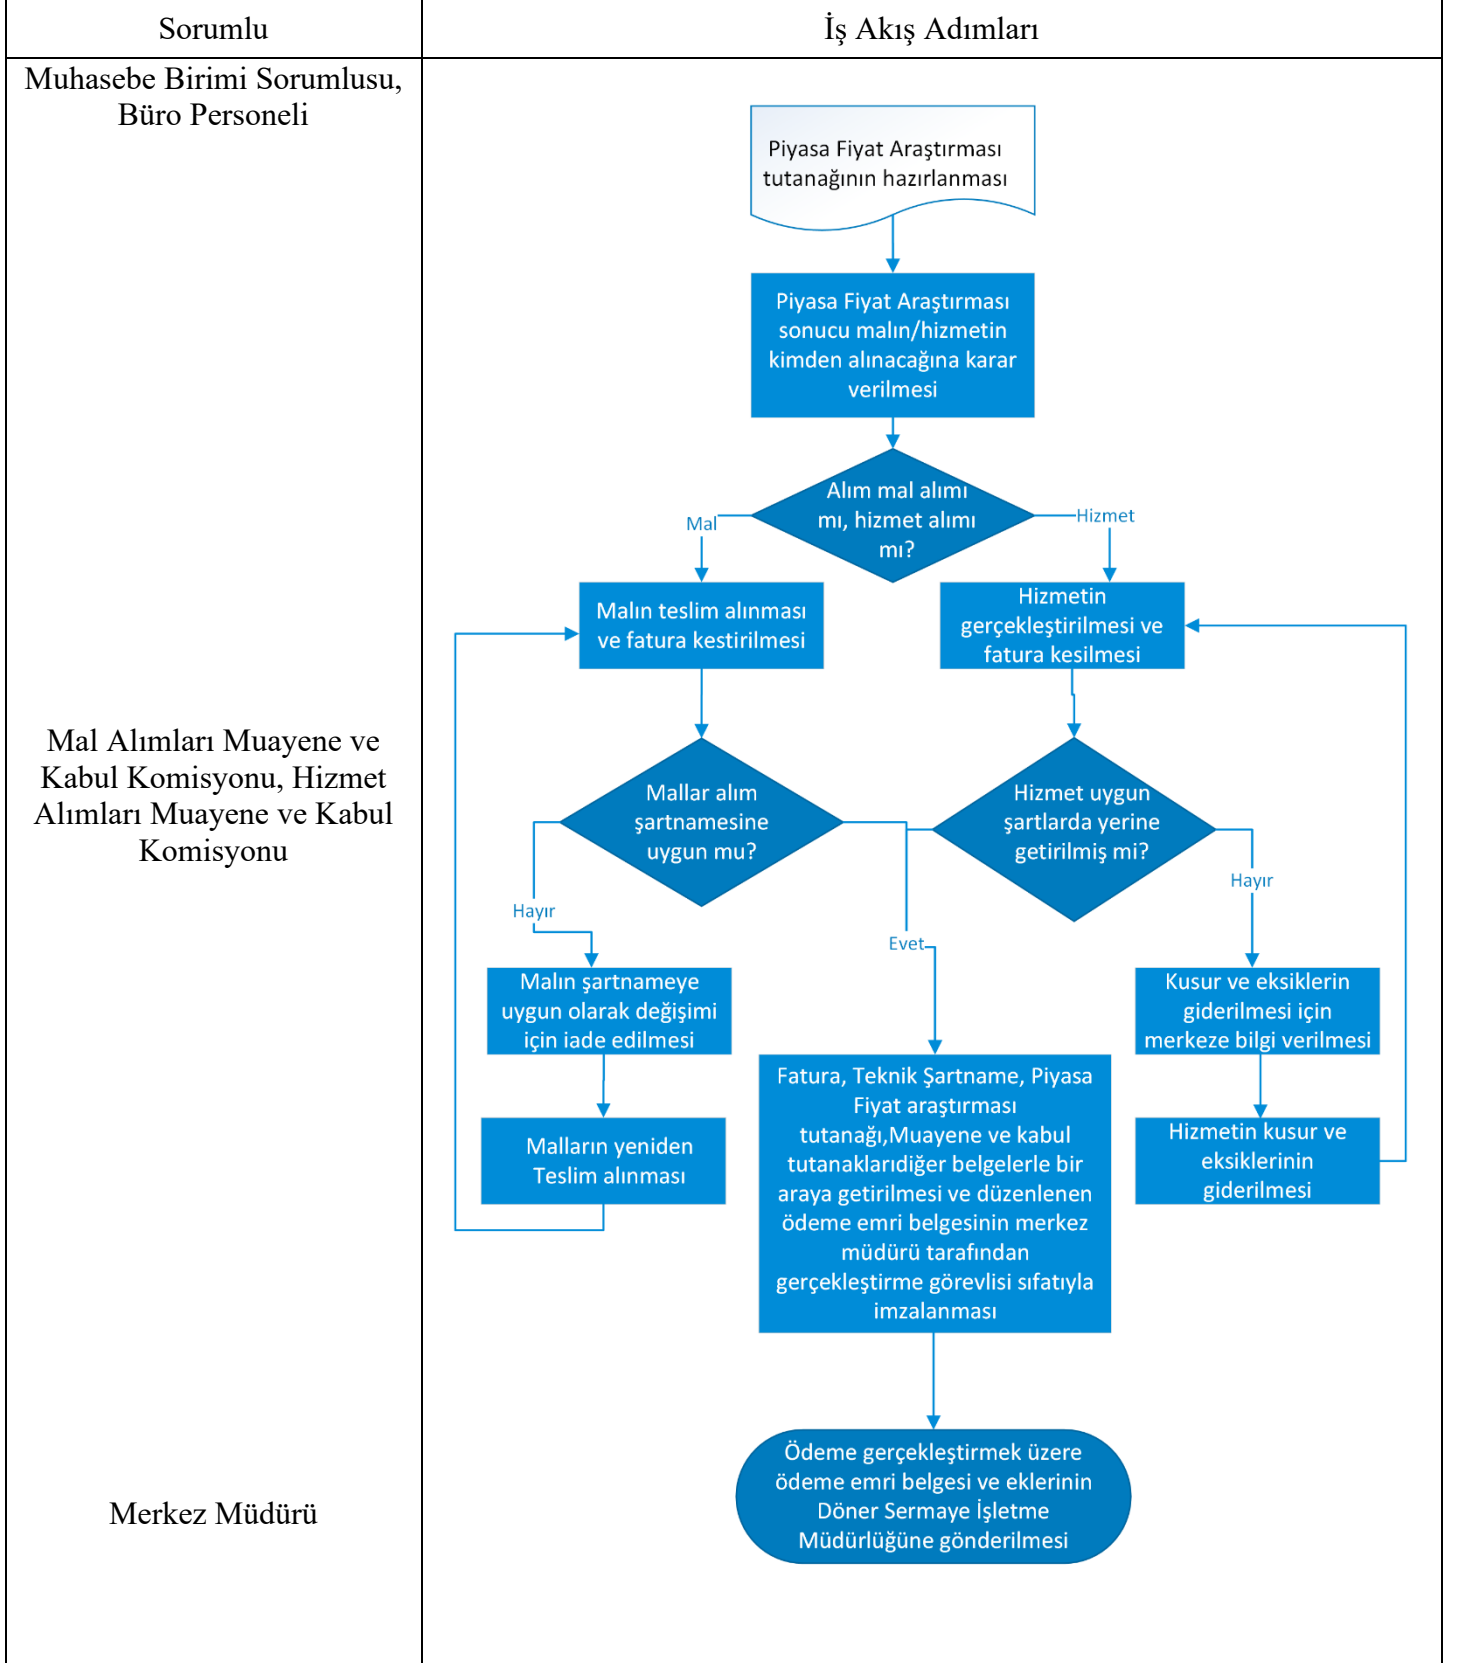 Sorumlu
İş Akış Adımları
Muhasebe Birimi Sorumlusu,
Büro Personeli
Piyasa Fiyat Araştırması
tutanağının hazırlanması
Piyasa Fiyat Araştırması
sonucu malın/hizmetin
kimden alınacağına karar
verilmesi
Alım mal alımı
mı, hizmet alımı
mı?
Mal
Hizmet
Malın teslim alınması
ve fatura kestirilmesi
Hizmetin
gerçekleştirilmesi ve
fatura kesilmesi
Mal Alımları Muayene ve
Kabul Komisyonu, Hizmet
Alımları Muayene ve Kabul
Komisyonu
Mallar alım
şartnamesine
uygun mu?
Hizmet uygun
şartlarda yerine
getirilmiş mi?
Hayır
Hayır
Evet
Malın şartnameye
uygun olarak değişimi
için iade edilmesi
Kusur ve eksiklerin
giderilmesi için
merkeze bilgi verilmesi
Malların yeniden
Teslim alınması
Hizmetin kusur ve
eksiklerinin
giderilmesi
Fatura, Teknik Şartname, Piyasa
Fiyat araştırması
tutanağı,Muayene ve kabul
tutanaklarıdiğer belgelerle bir
araya getirilmesi ve düzenlenen
ödeme emri belgesinin merkez
müdürü tarafından
gerçekleştirme görevlisi sıfatıyla
imzalanması
Merkez Müdürü
Ödeme gerçekleştirmek üzere
ödeme emri belgesi ve eklerinin
Döner Sermaye İşletme
Müdürlüğüne gönderilmesi